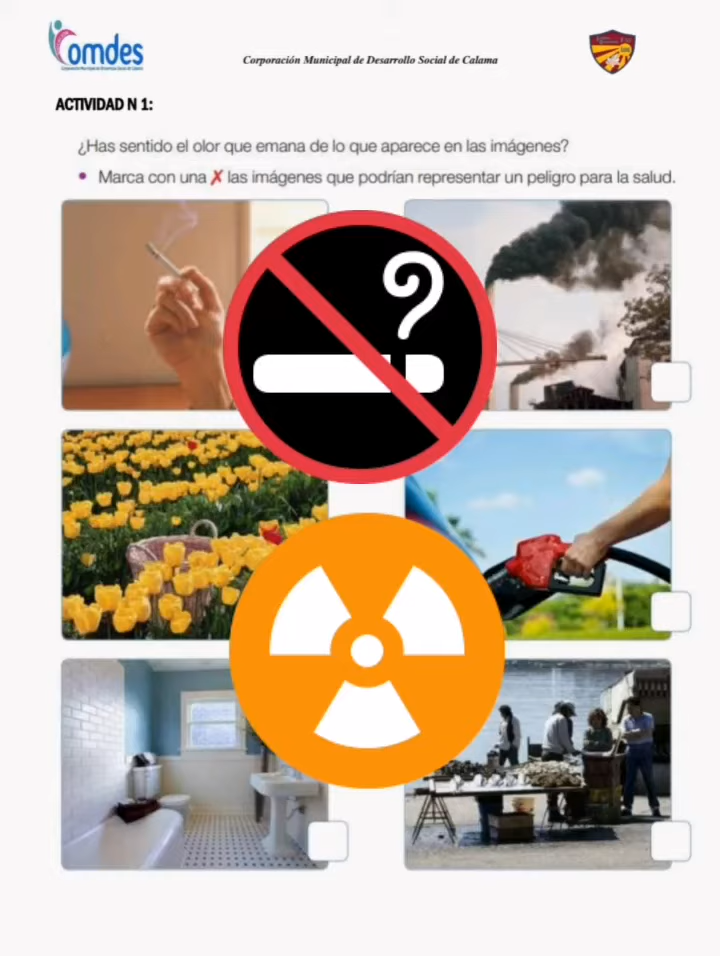 Comdes
Corporación Municipal de Desarrollo Social de Calama
ACTIVIDAD N 1:
¿Has sentido el olor que emana de lo que aparece en las imágenes?
• Marca con una ✗ las imágenes que podrían representar un peligro para la salud.